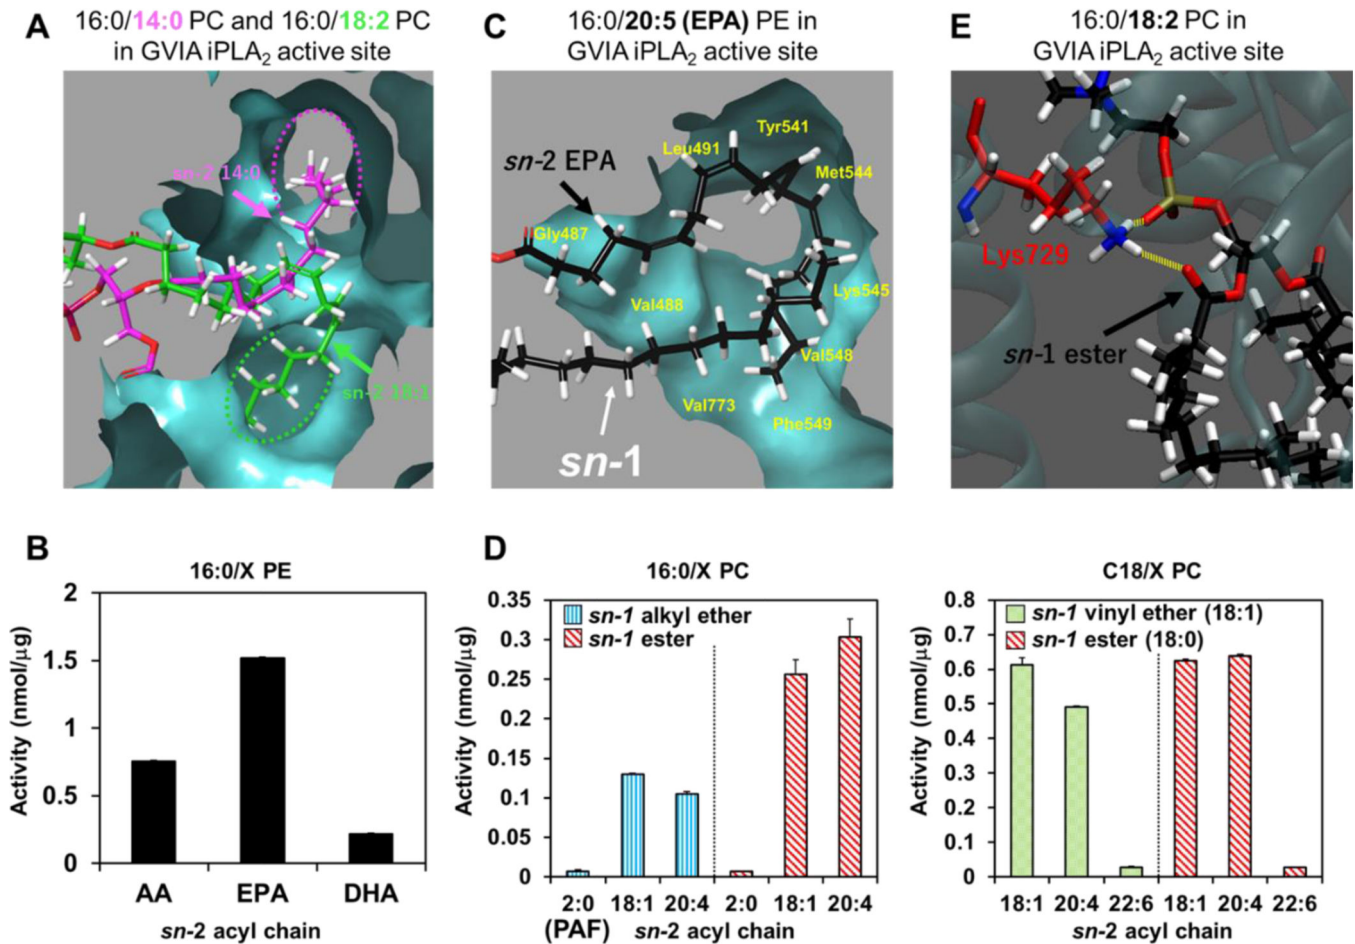 A
16:0/14:0 PC and 16:0/18:2 PC
in GVIA iPLA₂ active site
sn-2 14:0
sn-2 18:1
C
16:0/20:5 (EPA) PE in
GVIA iPLA₂ active site
Tyr541
Leu491
sn-2 EPA
Met544
Gly487
Lys545
Val488
Val548
Val773
Phe549
sn-1
E
16:0/18:2 PC in
GVIA iPLA₂ active site
Lys729
sn-1 ester
B
16:0/X PE
Activity (nmol/μg)
2
1.5
1
0.5
0
AA EPA DHA
sn-2 acyl chain
D
16:0/X PC
sn-1 alkyl ether
sn-1 ester
Activity (nmol/μg)
0.35
0.3
0.25
0.2
0.15
0.1
0.05
0
2:0 18:1 20:4 2:0 18:1 20:4
(PAF) sn-2 acyl chain
C18/X PC
sn-1 vinyl ether (18:1)
sn-1 ester (18:0)
Activity (nmol/μg)
0.8
0.7
0.6
0.5
0.4
0.3
0.2
0.1
0
18:1 20:4 22:6 18:1 20:4 22:6
sn-2 acyl chain